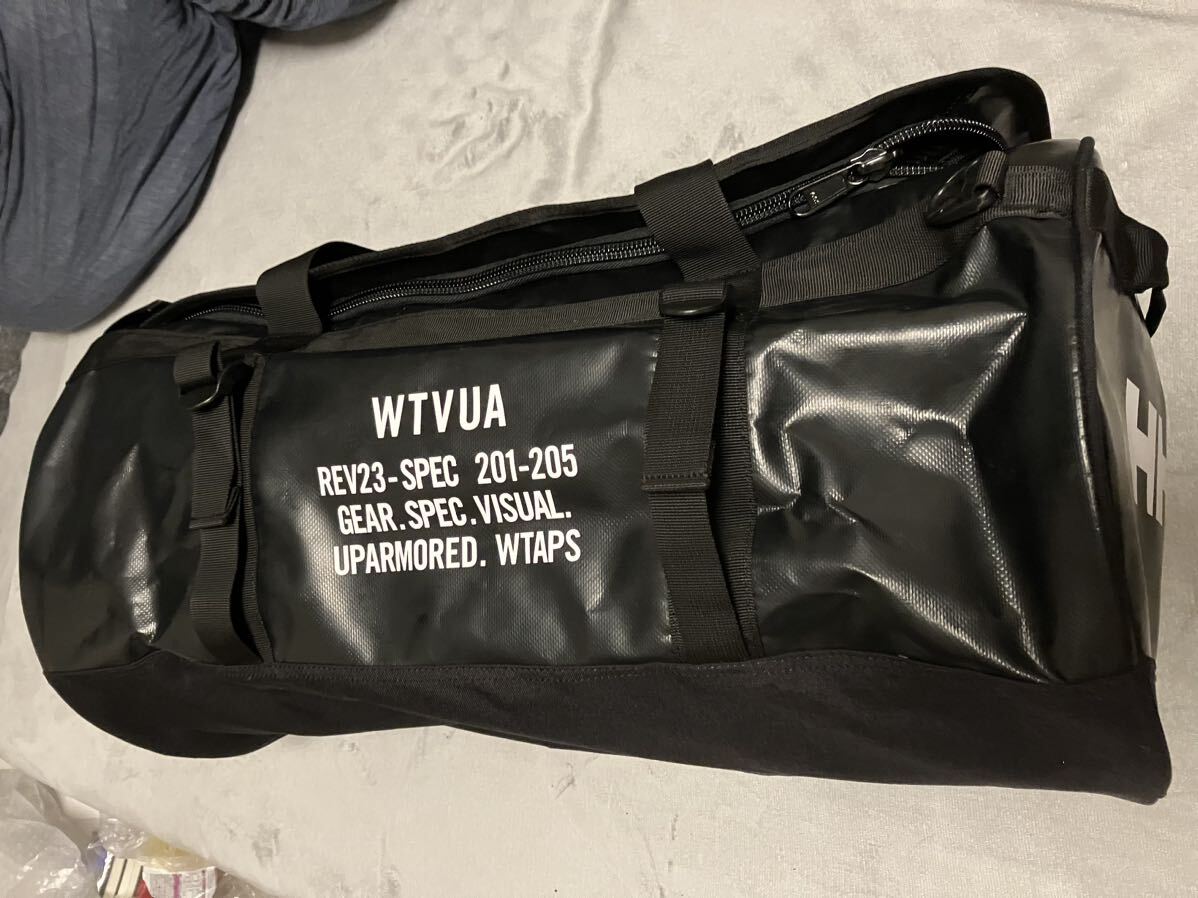 WTVUA
REV23-SPEC 201-205
GEAR.SPEC.VISUAL.
UPARMORED. WTAPS